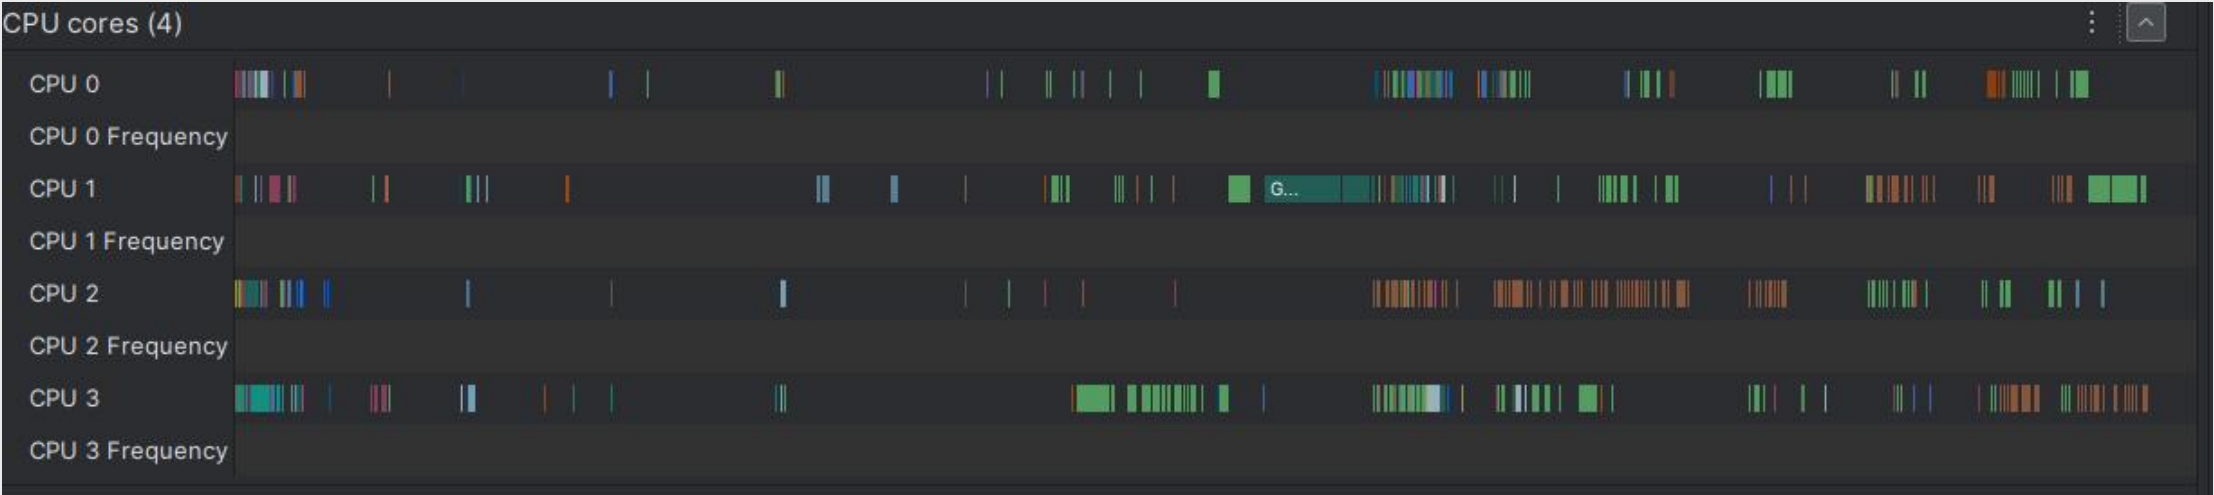 CPU cores (4)
CPU 0
CPU 0 Frequency
CPU 1
G...
CPU 1 Frequency
CPU 2
CPU 2 Frequency
CPU 3
CPU 3 Frequency